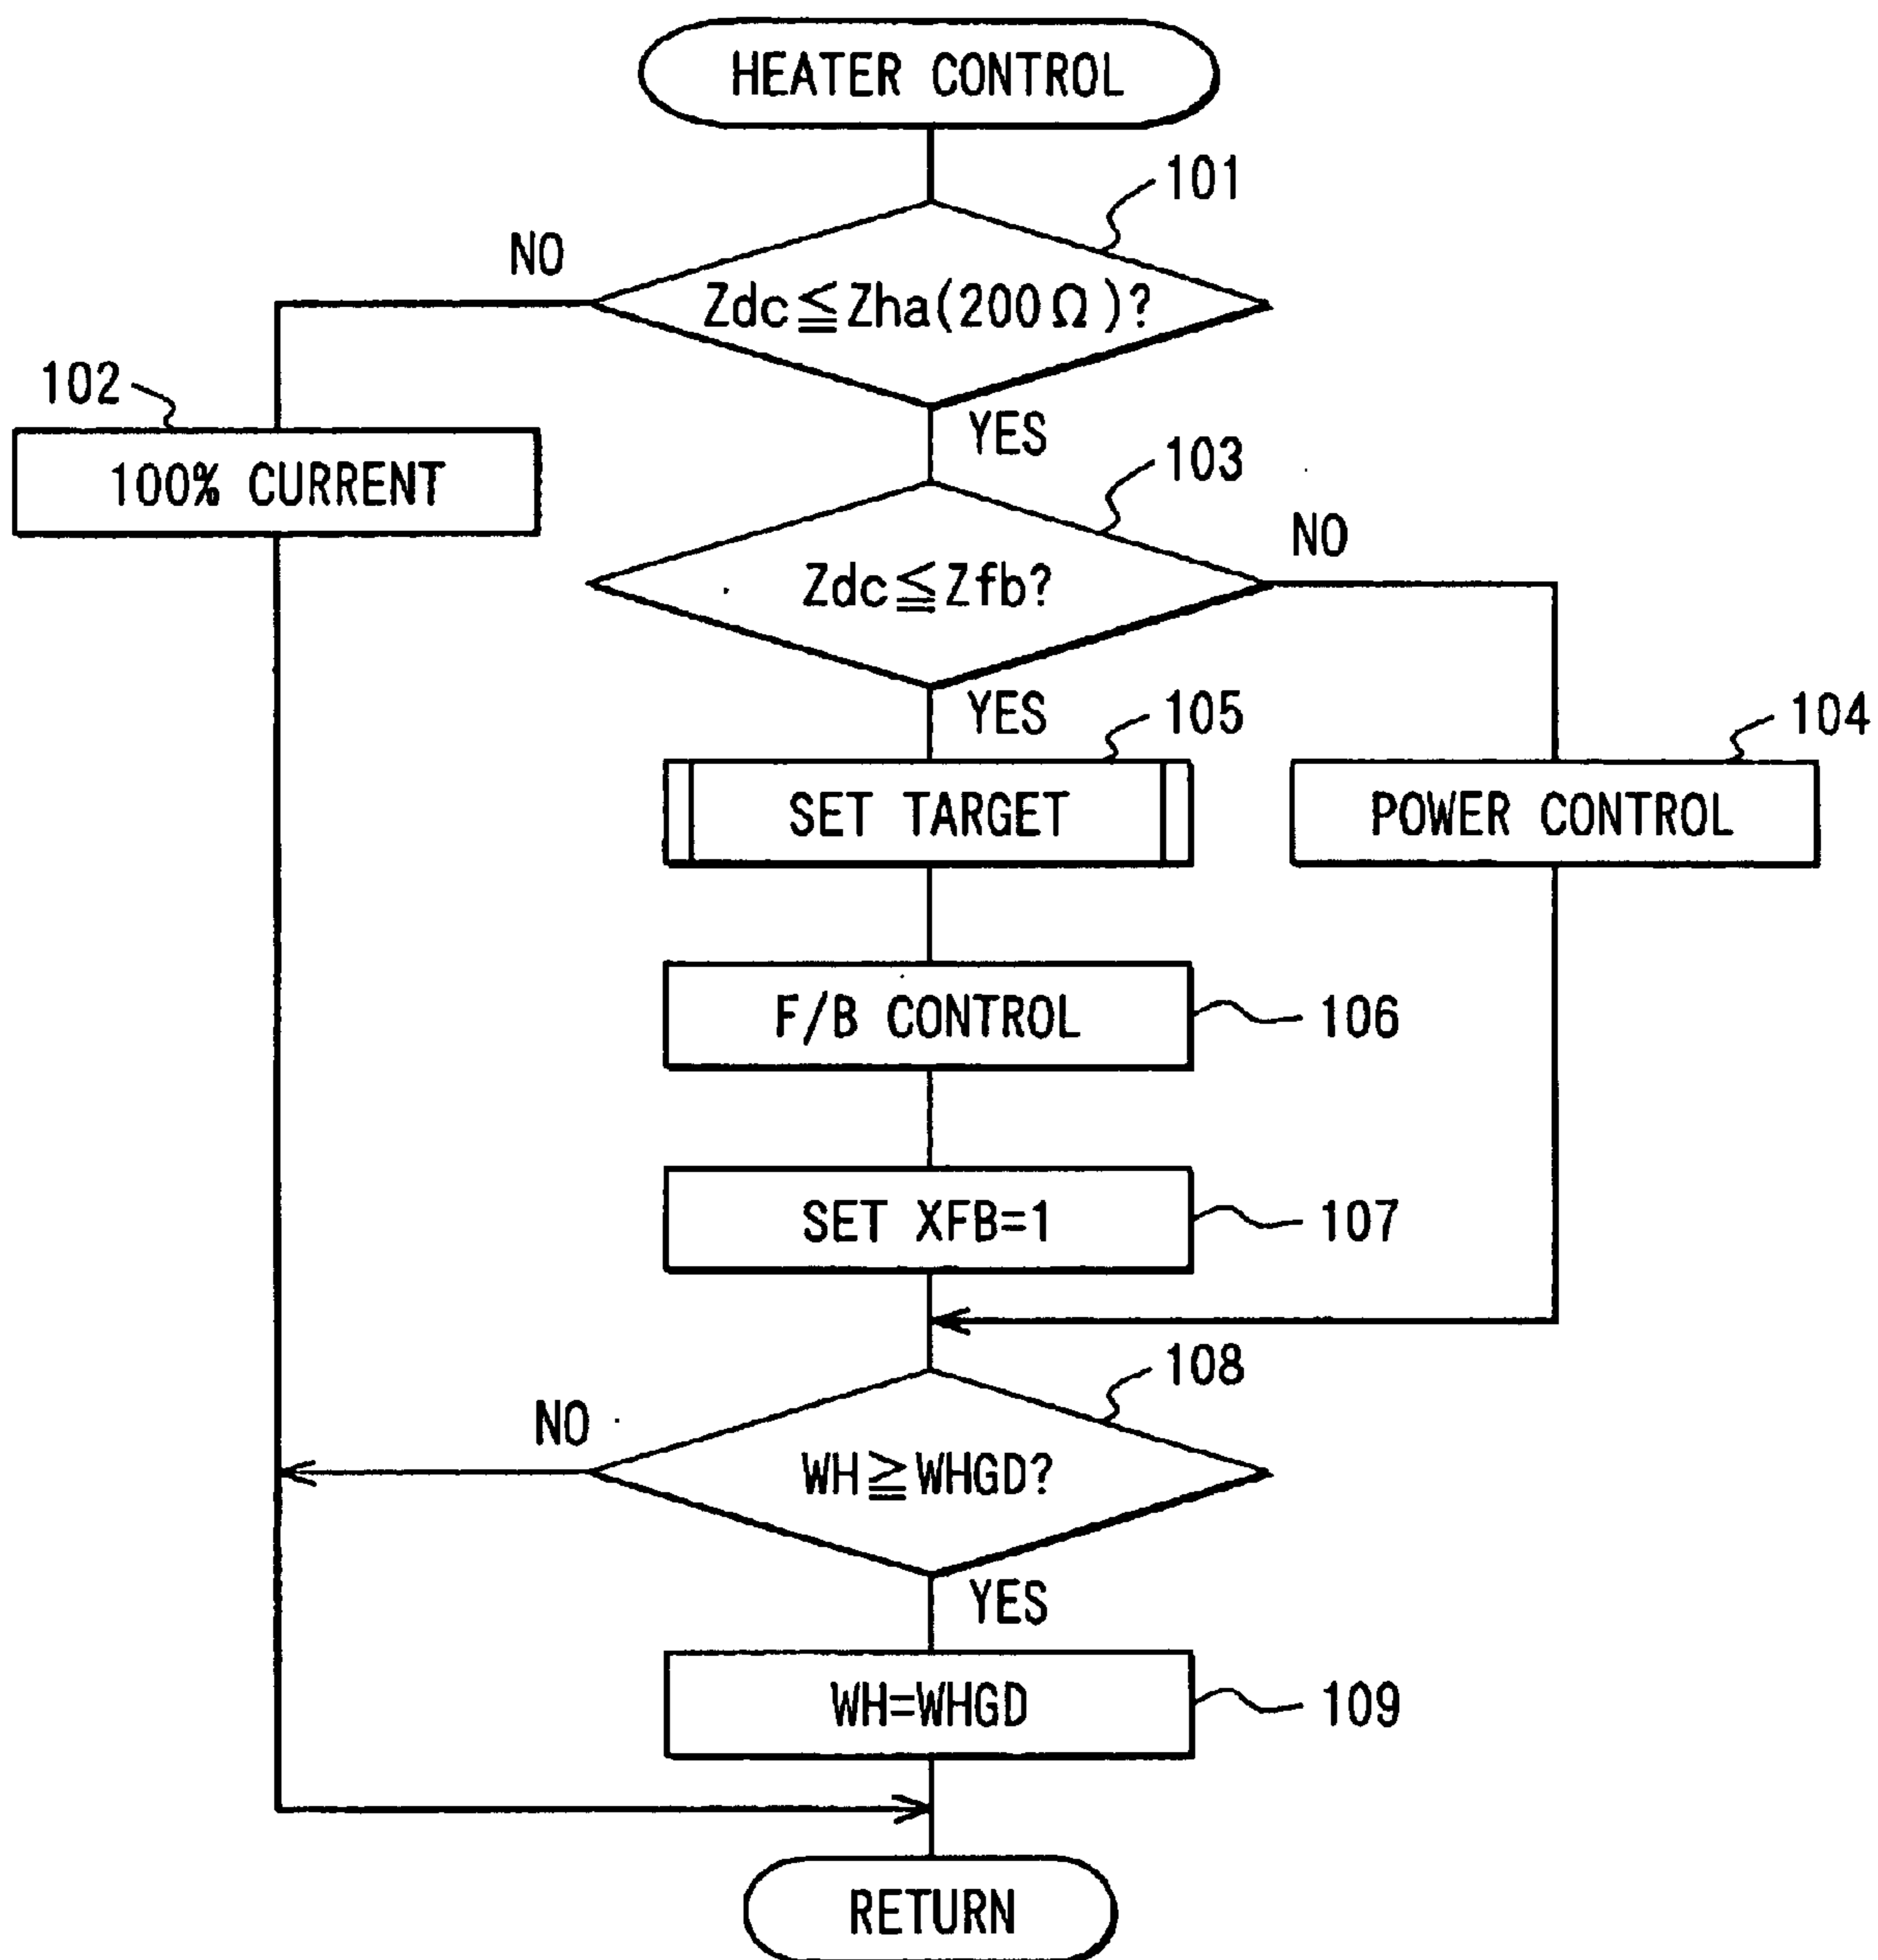 HEATER CONTROL
101
NO
Zdc≦Zha(200Ω)?
YES
102
100% CURRENT
103
NO
Zdc≦Zfb?
YES
105
104
SET TARGET
POWER CONTROL
F/B CONTROL
106
SET XFB=1
107
108
NO
WH≧WHGD?
YES
WH=WHGD
109
RETURN